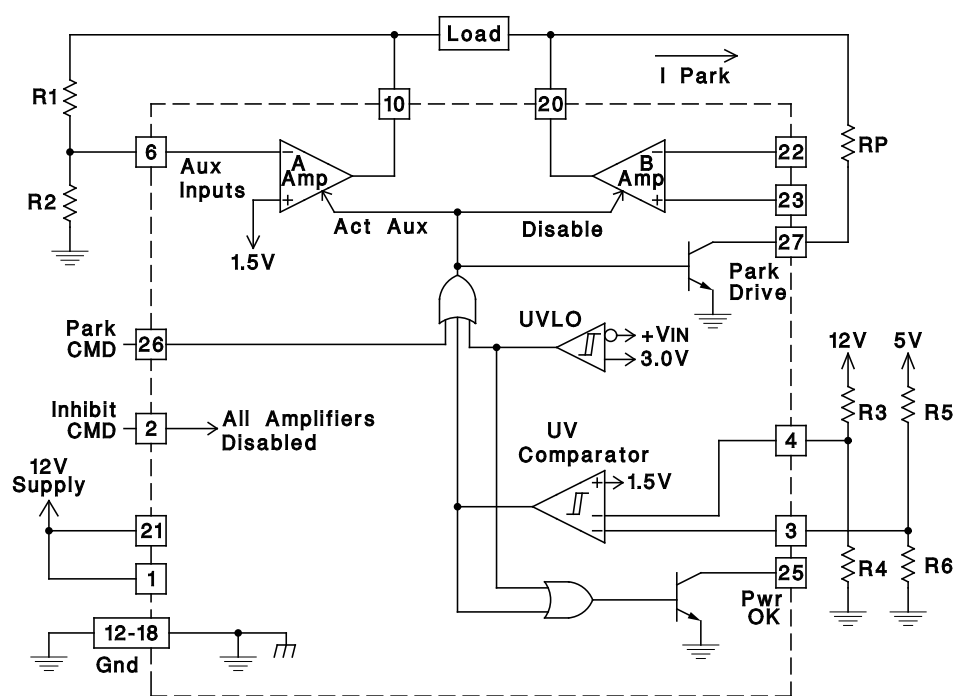 Load
I Park
R1
10
20
RP
6
Aux
Inputs
A
Amp
B
Amp
22
23
R2
1.5V
Act Aux
Disable
27
Park
Drive
Park
CMD
26
UVLO
+VIN
3.0V
12V
5V
R3
R5
Inhibit
CMD
2
All Amplifiers
Disabled
UV
Comparator
4
12V
Supply
1.5V
21
3
1
25
R4
R6
Pwr
OK
12-18
Gnd